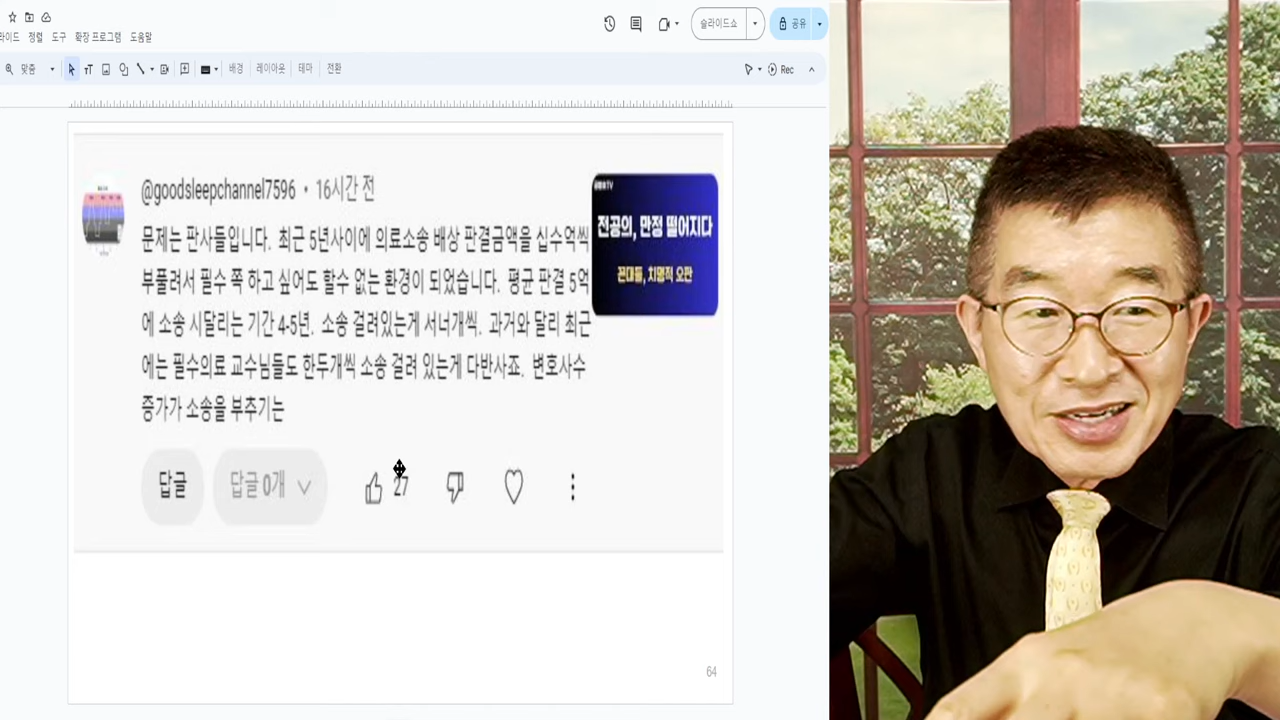 슬라이드쇼
공유
라이드 정렬 도구 확장 프로그램 도움말
맞춤
배경 레이아웃 테마 전환
Rec
@goodsleepchannel7596 • 16시간 전
문제는 판사들입니다. 최근 5년사이에 의료소송 배상 판결금액을 십수억씩
부풀려서 필수 쪽 하고 싶어도 할수 없는 환경이 되었습니다. 평균 판결 5억
에 소송 시달리는 기간 4-5년. 소송 걸려있는게 서너개씩. 과거와 달리 최근
에는 필수의료 교수님들도 한두개씩 소송 걸려 있는게 다반사죠. 변호사수
증가가 소송을 부추기는
전공의, 만정 떨어지다
꼰대들, 치명적 오판
답글
답글 0개
27
64